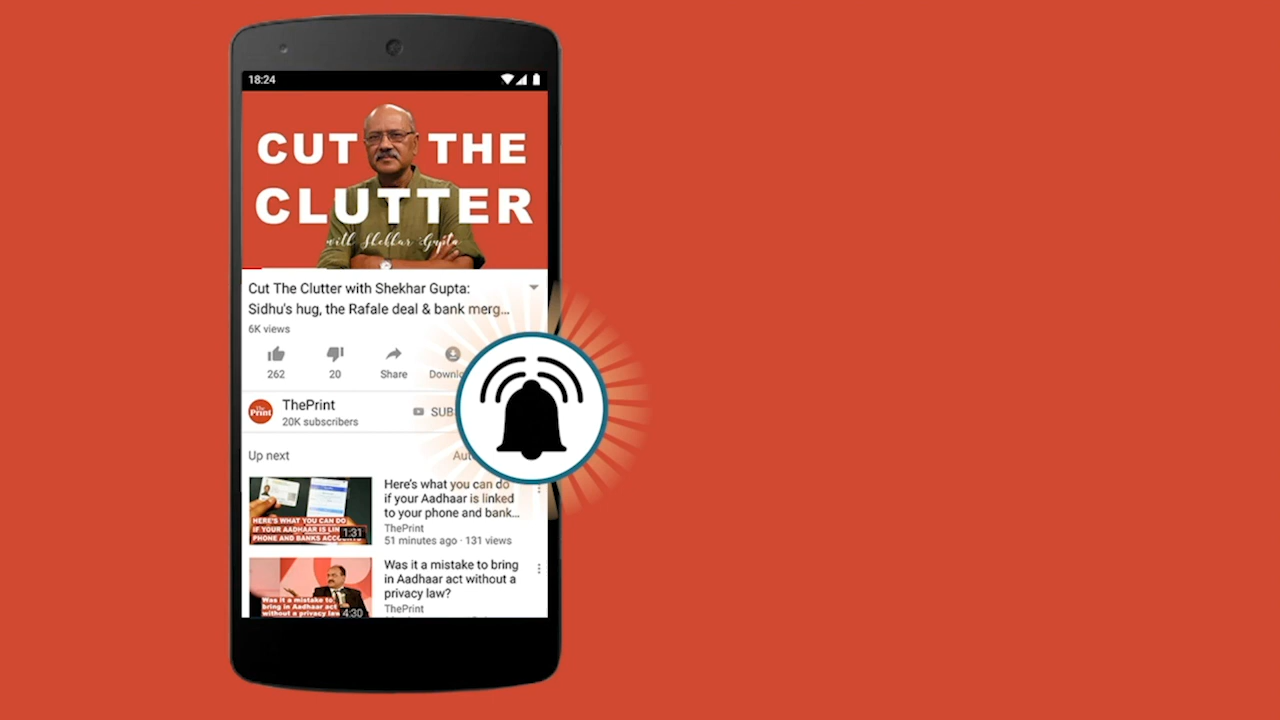 18:24
CUT THE
CLUTTER
with Shekhar Gupta
Cut The Clutter with Shekhar Gupta:
Sidhu's hug, the Rafale deal & bank merg...
6K views
262
20
Share
Downlo
The
Print
ThePrint
20K subscribers
SUB
Up next
Aut
HERE'S WHAT YOU CAN DO
IF YOUR AADHAAR IS LIN
PHONE AND BANKS ACCOUNTS
1:31
Here's what you can do
if your Aadhaar is linked
to your phone and bank...
ThePrint
51 minutes ago · 131 views
Was it a mistake to
bring in Aadhaar act
without a privacy law
4:30
Was it a mistake to bring
in Aadhaar act without a
privacy law?
ThePrint